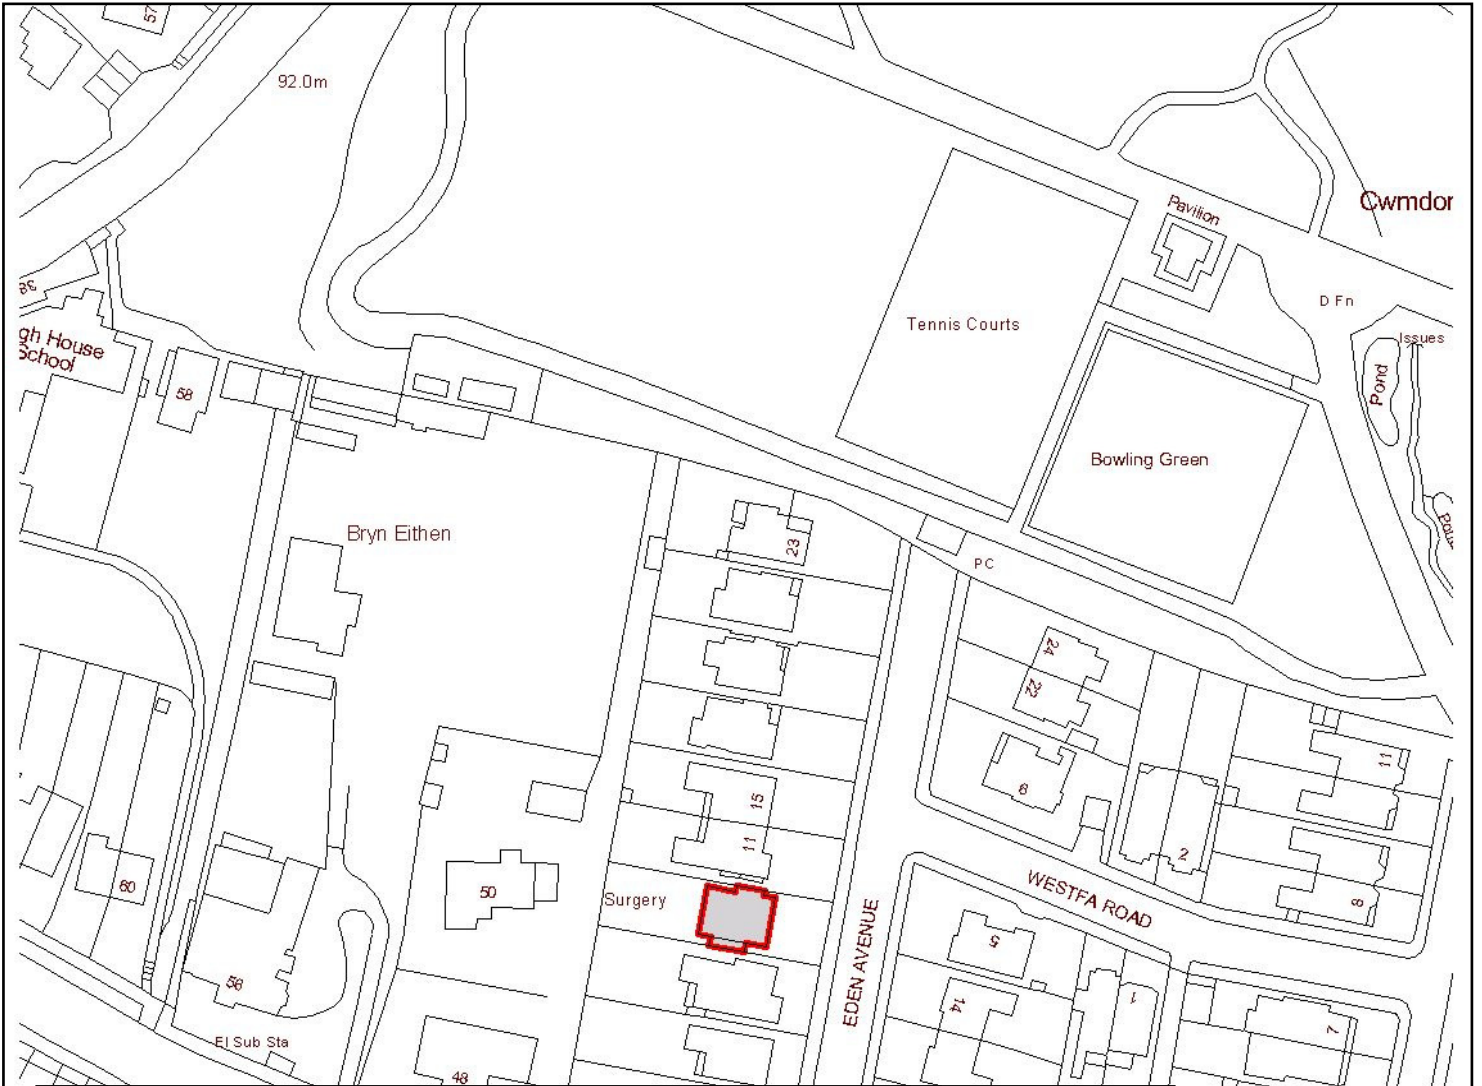 57
92.0m
Cwmdor
Pavilion
38
D Fn
Tennis Courts
Issues
gh House
School
Pond
58
Bowling Green
Bryn Eithen
23
PC
24
22
11
6
15
11
2
WESTFA ROAD
60
50
Surgery
8
EDEN AVENUE
5
56
14
1
7
El Sub Sta
48